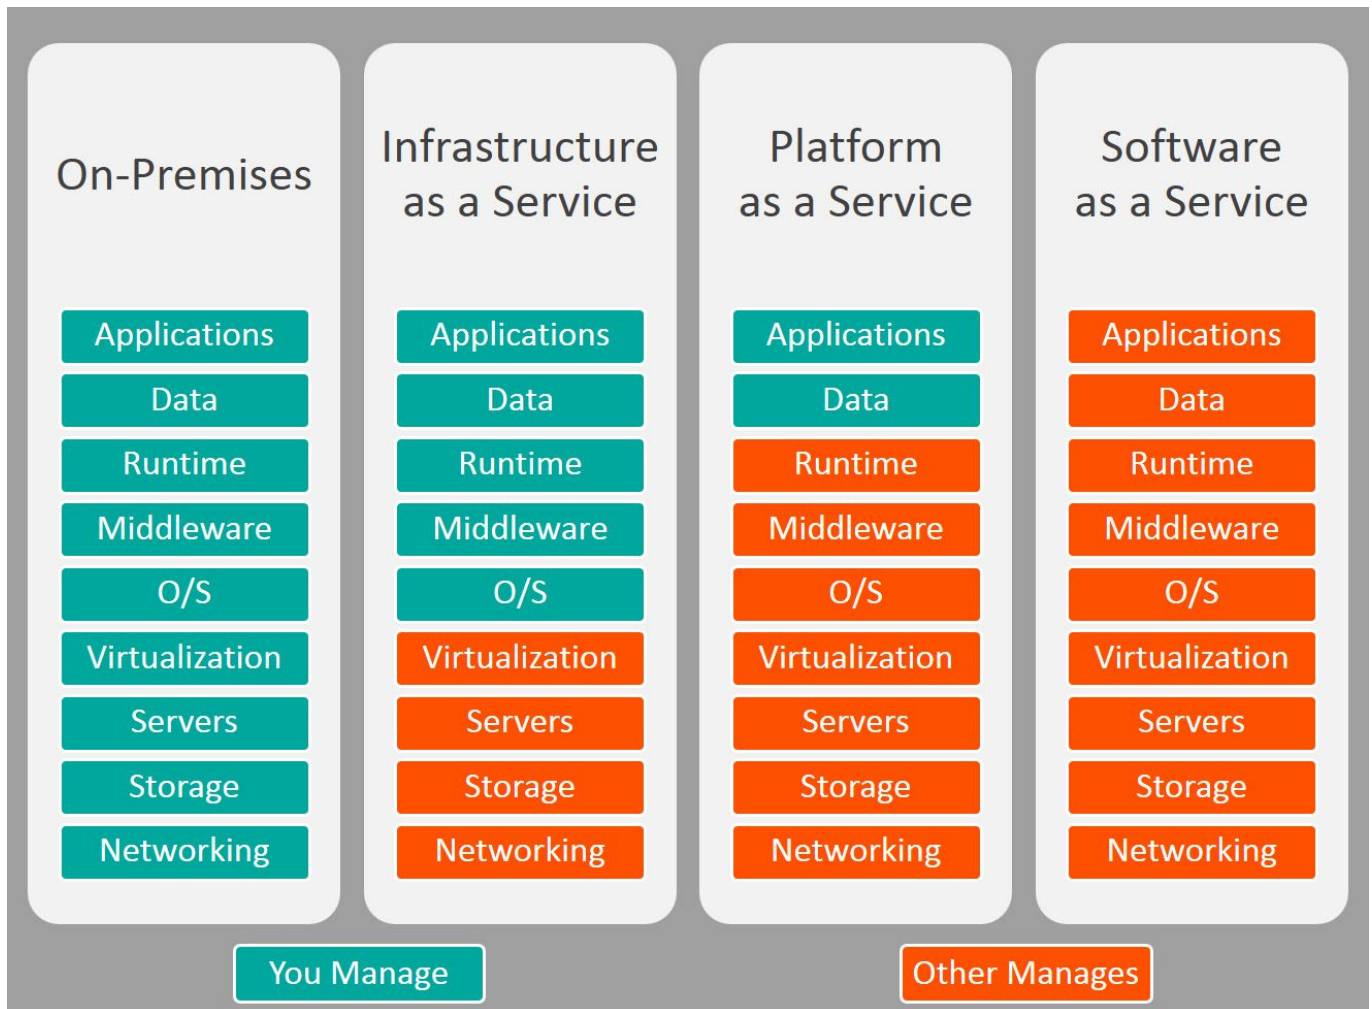 On-Premises
Applications
Data
Runtime
Middleware
O/S
Virtualization
Servers
Storage
Networking
Infrastructure
as a Service
Applications
Data
Runtime
Middleware
O/S
Virtualization
Servers
Storage
Networking
Platform
as a Service
Applications
Data
Runtime
Middleware
O/S
Virtualization
Servers
Storage
Networking
Software
as a Service
Applications
Data
Runtime
Middleware
O/S
Virtualization
Servers
Storage
Networking
You Manage
Other Manages